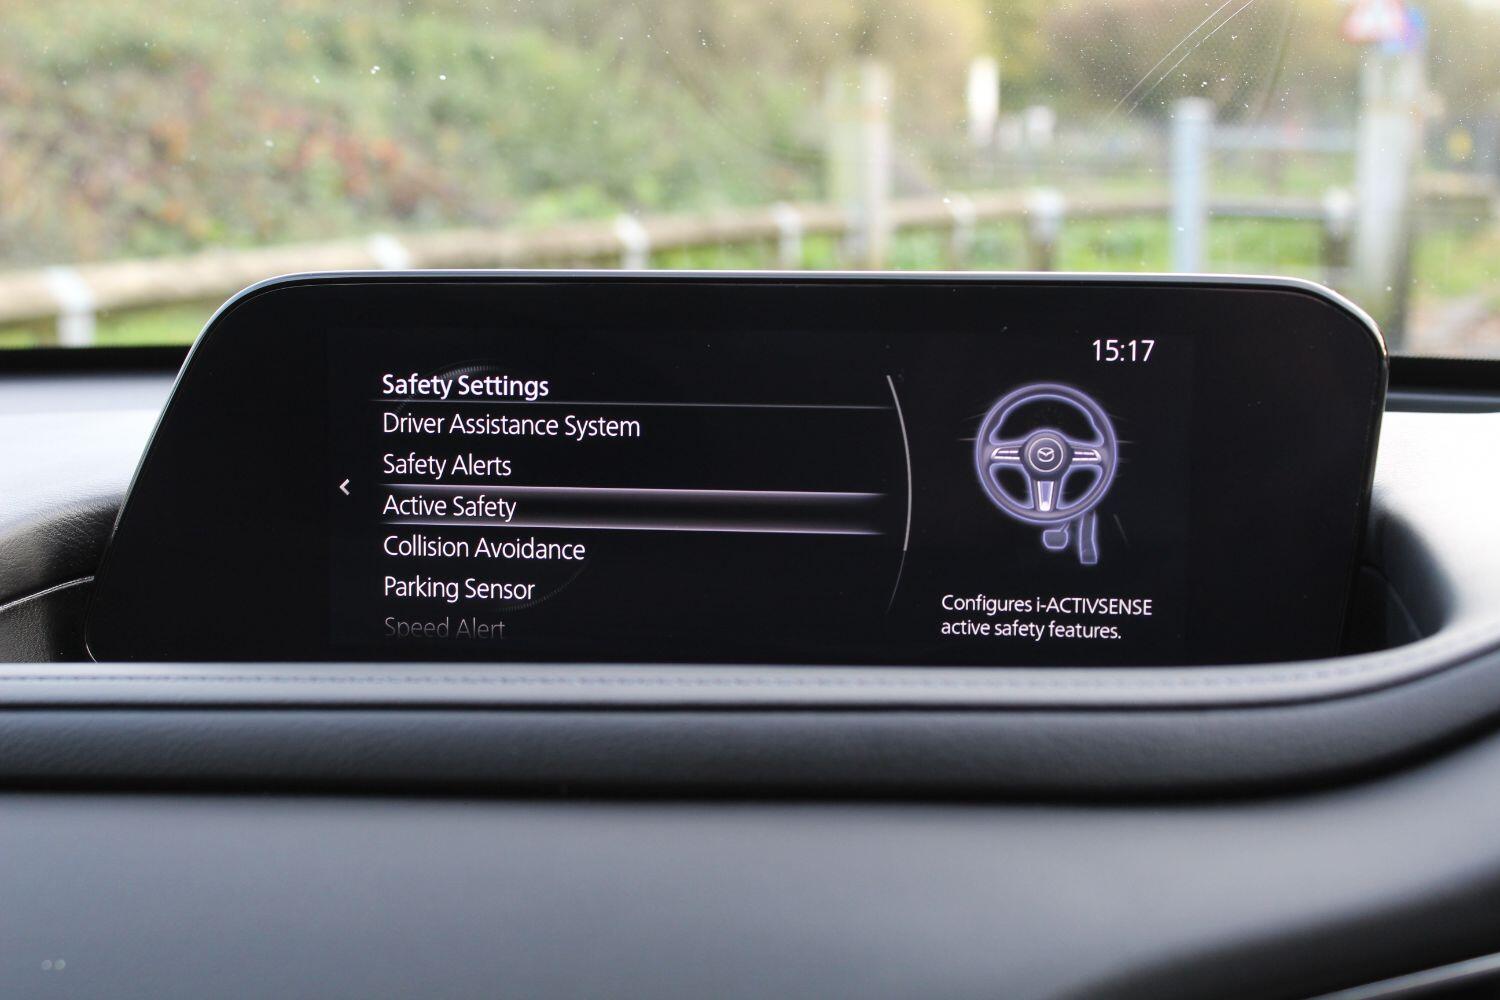 15:17
Safety Settings
Driver Assistance System
Safety Alerts
Active Safety
Collision Avoidance
Parking Sensor
Speed Alert
Configures i-ACTIVSENSE
active safety features.